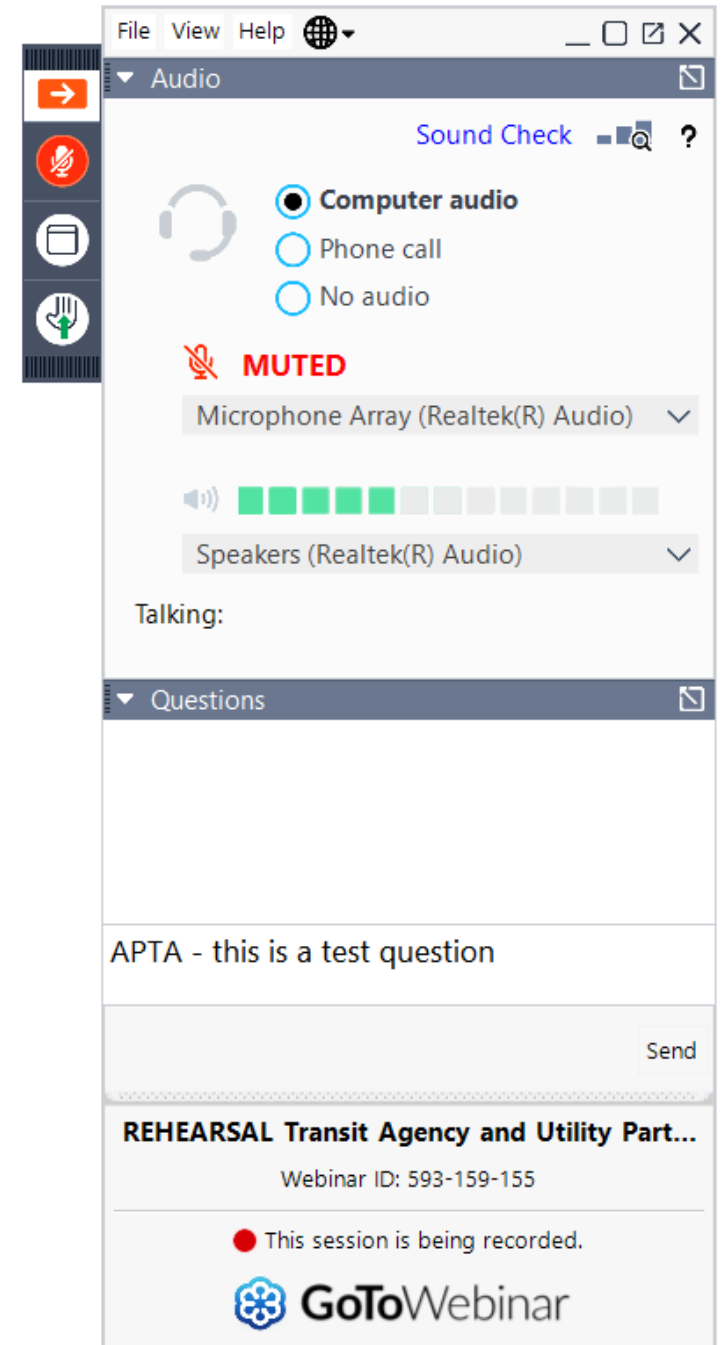 File View Help
Audio
Sound Check ?
Computer audio
Phone call
No audio
MUTED
Microphone Array (Realtek(R) Audio)
Speakers (Realtek(R) Audio)
Talking:
Questions
APTA - this is a test question
Send
REHEARSAL Transit Agency and Utility Part...
Webinar ID: 593-159-155
This session is being recorded.
GoToWebinar